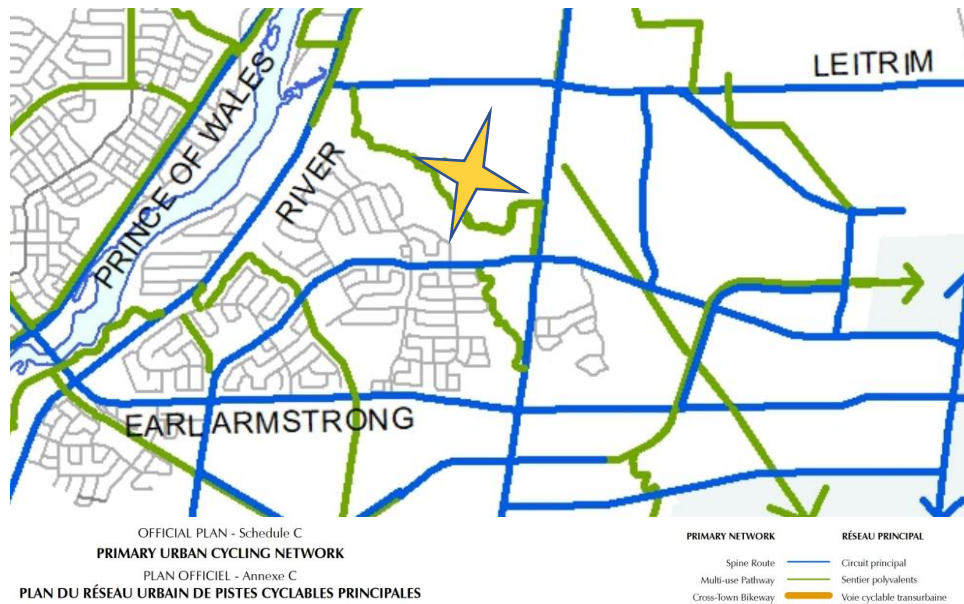 LEITRIM
PRINCE OF WALES
RIVER
EARL ARMSTRONG
OFFICIAL PLAN - Schedule C
PRIMARY URBAN CYCLING NETWORK
PLAN OFFICIEL - Annexe C
PLAN DU RÉSEAU URBAIN DE PISTES CYCLABLES PRINCIPALES
PRIMARY NETWORK RÉSEAU PRINCIPAL
Spine Route Circuit principal
Multi-use Pathway Sentier polyvalents
Cross-Town Bikeway Voie cyclable transurbaine